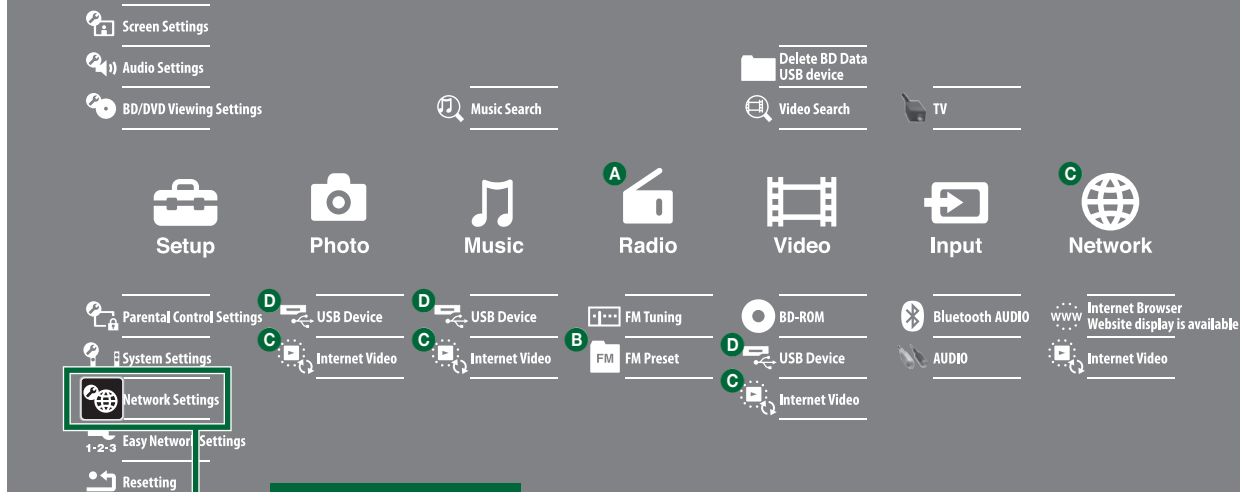 Screen Settings
Audio Settings
BD/DVD Viewing Settings
Music Search
Delete BD Data
USB device
Video Search
TV
A
C
Setup
Photo
Music
Radio
Video
Input
Network
Parental Control Settings
D
USB Device
D
USB Device
FM Tuning
BD-ROM
Bluetooth AUDIO
www
Internet Browser
Website display is available
System Settings
C
Internet Video
C
Internet Video
B
FM
FM Preset
D
USB Device
AUDIO
Internet Video
Network Settings
C
Internet Video
1-2-3
Easy Network Settings
Resetting